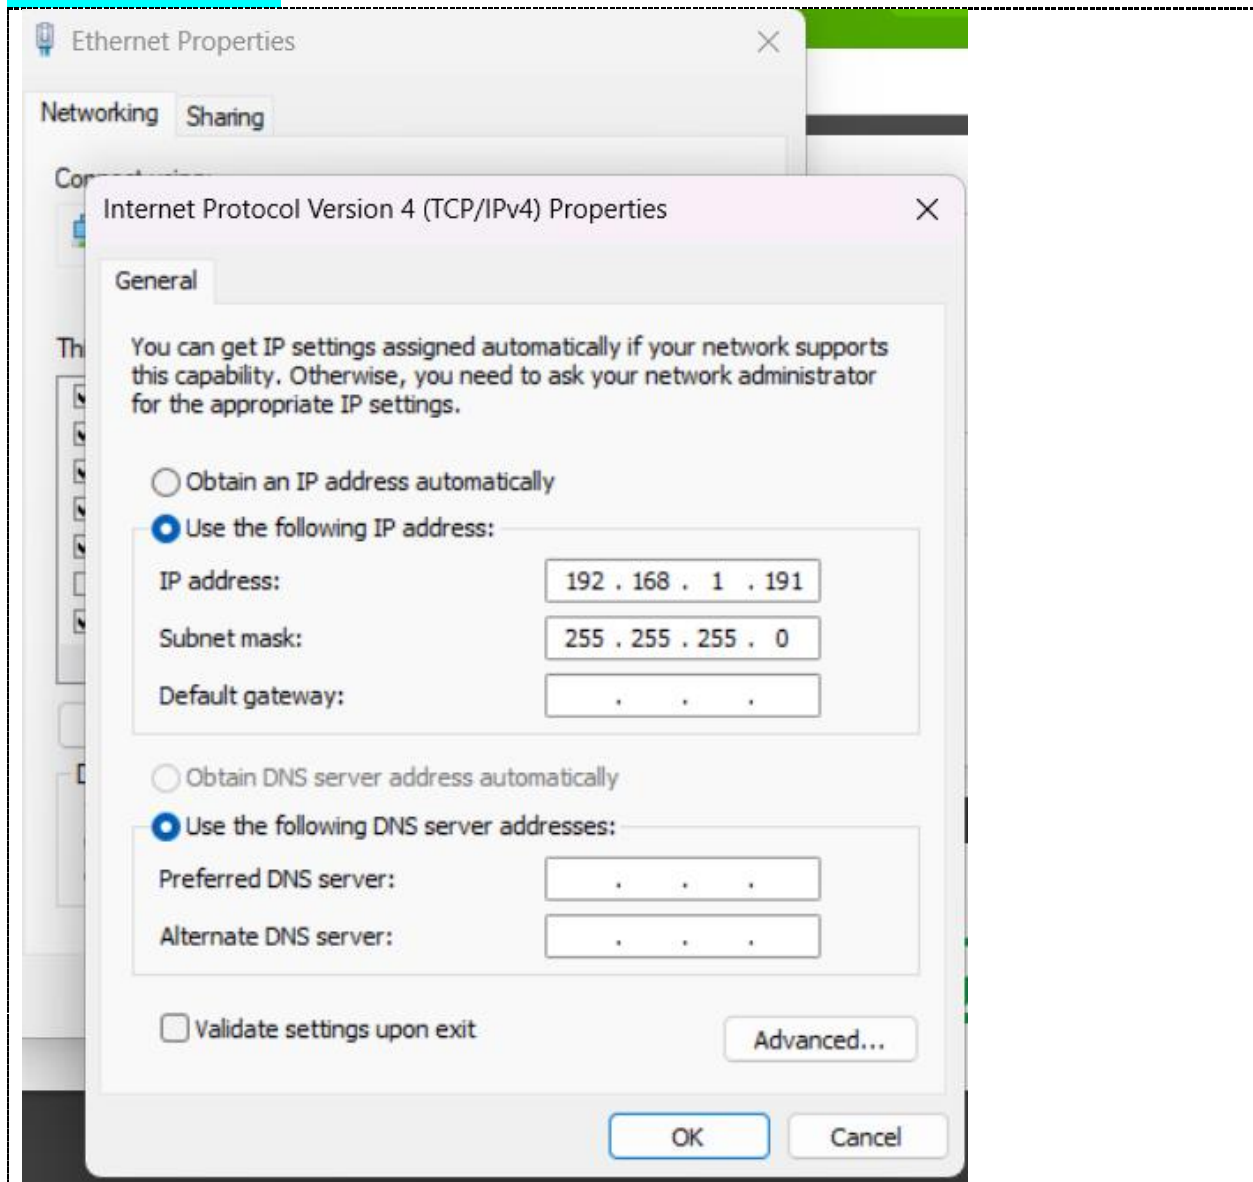 Ethernet Properties
Networking
Sharing
Internet Protocol Version 4 (TCP/IPv4) Properties
General
You can get IP settings assigned automatically if your network supports
this capability. Otherwise, you need to ask your network administrator
for the appropriate IP settings.
Obtain an IP address automatically
Use the following IP address:
IP address: 192 . 168 . 1 . 191
Subnet mask: 255 . 255 . 255 . 0
Default gateway: . . .
Obtain DNS server address automatically
Use the following DNS server addresses:
Preferred DNS server: . . .
Alternate DNS server: . . .
Validate settings upon exit
Advanced...
OK
Cancel